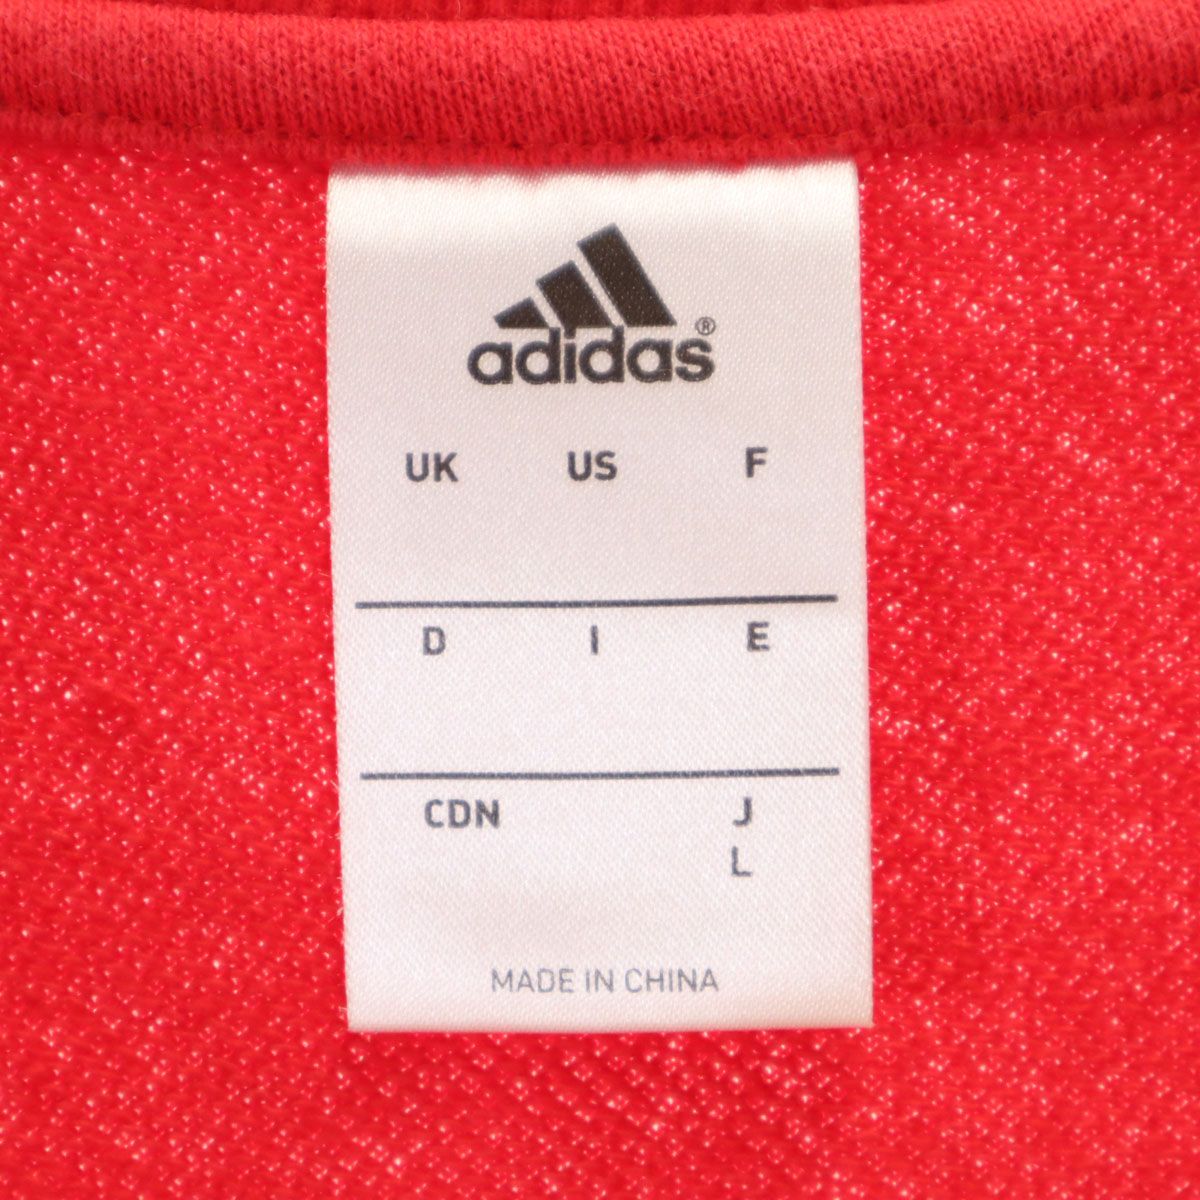 adidas®
UK US F
D I E
CDN J
L
MADE IN CHINA